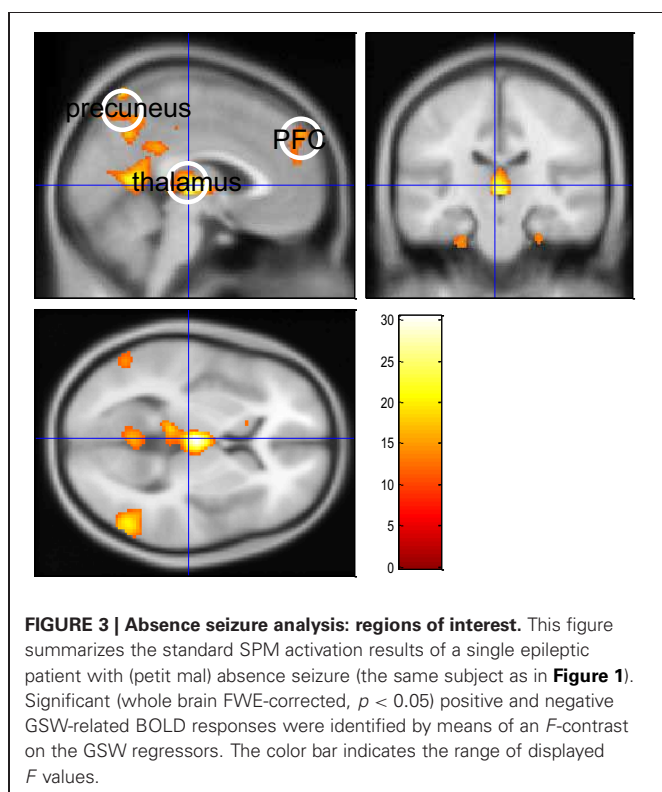 precuneus
PFC
thalamus
30
25
20
15
10
5
0
FIGURE 3 | Absence seizure analysis: regions of interest. This figure
summarizes the standard SPM activation results of a single epileptic
patient with (petit mal) absence seizure (the same subject as in Figure 1).
Significant (whole brain FWE-corrected, p < 0.05) positive and negative
GSW-related BOLD responses were identified by means of an F-contrast
on the GSW regressors. The color bar indicates the range of displayed
F values.